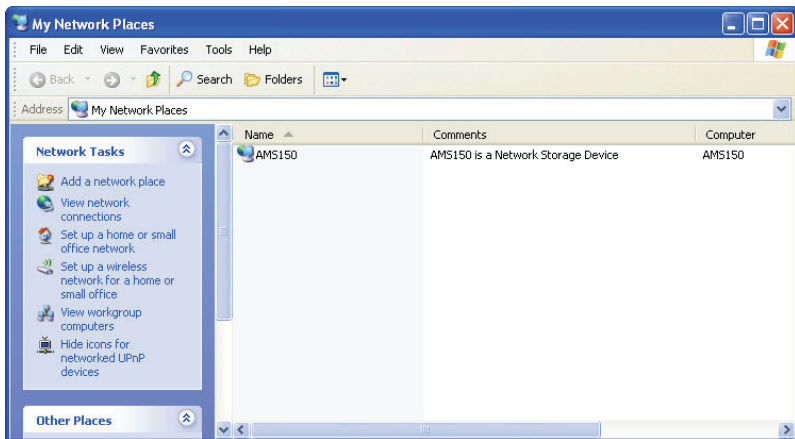 My Network Places
File Edit View Favorites Tools Help
Back Search Folders
Address My Network Places
Network Tasks
Add a network place
View network
connections
Set up a home or small
office network
Set up a wireless
network for a home or
small office
View workgroup
computers
Hide icons for
networked UPnP
devices
Other Places
Name Comments Computer
AMS150 AMS150 is a Network Storage Device AMS150